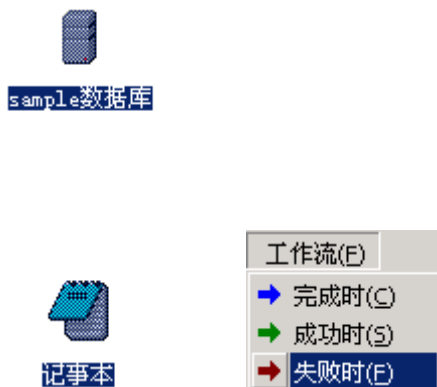 sample数据库
工作流(F)
完成时(C)
成功时(S)
记事本
失败时(F)